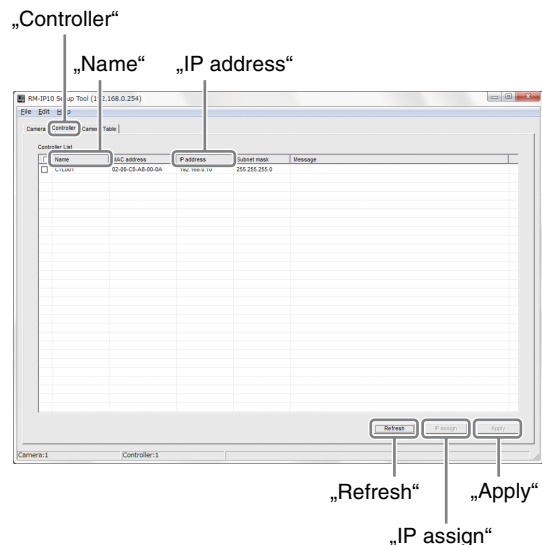 „Controller“
„Name“ „IP address“
RM-IP10 Setup Tool (192.168.0.254)
File Edit Help
Camera Controller Camera Table
Controller List
Name MAC address IP address Subnet mask Message
CTL001 02-00-C0-A8-00-0A 192.168.0.10 255.255.255.0
Refresh IP assign Apply
Camera:1 Controller:1
„Refresh“ „Apply“
„IP assign“